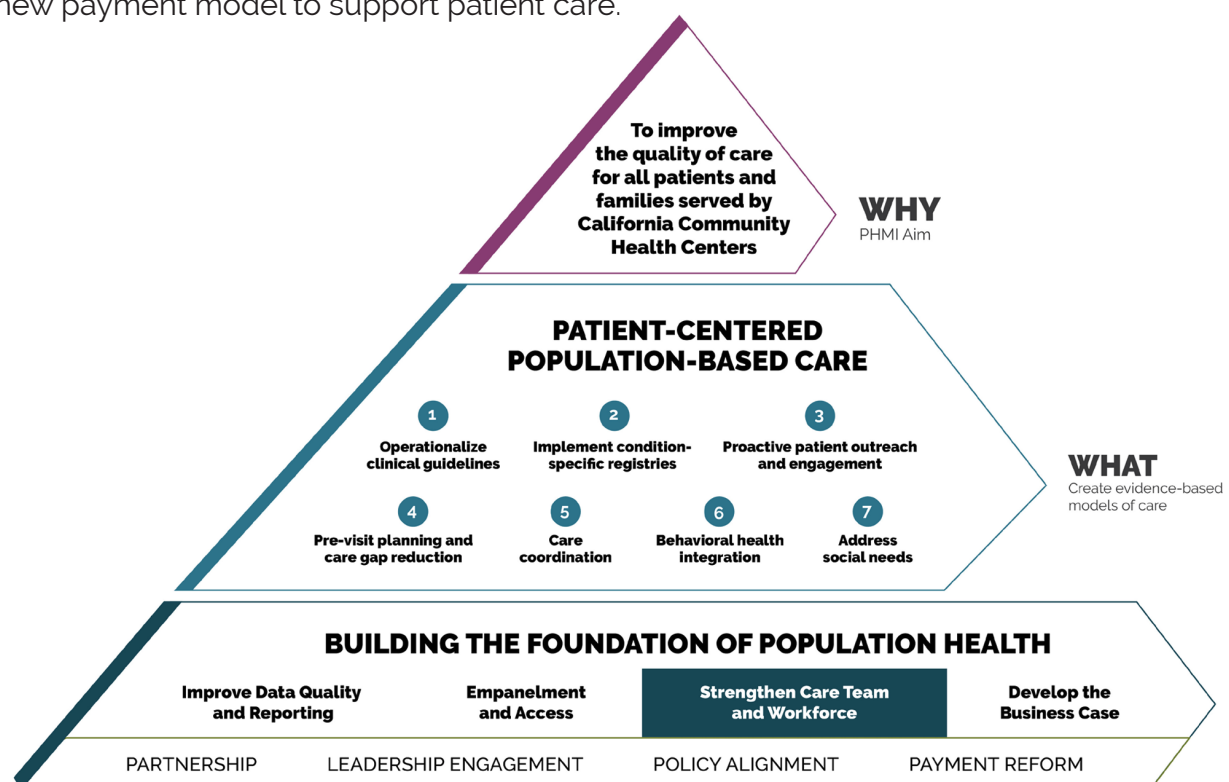 new payment model to support patient care.
To improve
the quality of care
for all patients and
families served by
California Community
Health Centers
WHY
PHMI Aim
PATIENT-CENTERED
POPULATION-BASED CARE
1
Operationalize
clinical guidelines
2
Implement condition-
specific registries
3
Proactive patient outreach
and engagement
4
Pre-visit planning and
care gap reduction
5
Care
coordination
6
Behavioral health
integration
7
Address
social needs
WHAT
Create evidence-based
models of care
BUILDING THE FOUNDATION OF POPULATION HEALTH
Improve Data Quality
and Reporting
Empanelment
and Access
Strengthen Care Team
and Workforce
Develop the
Business Case
PARTNERSHIP
LEADERSHIP ENGAGEMENT
POLICY ALIGNMENT
PAYMENT REFORM